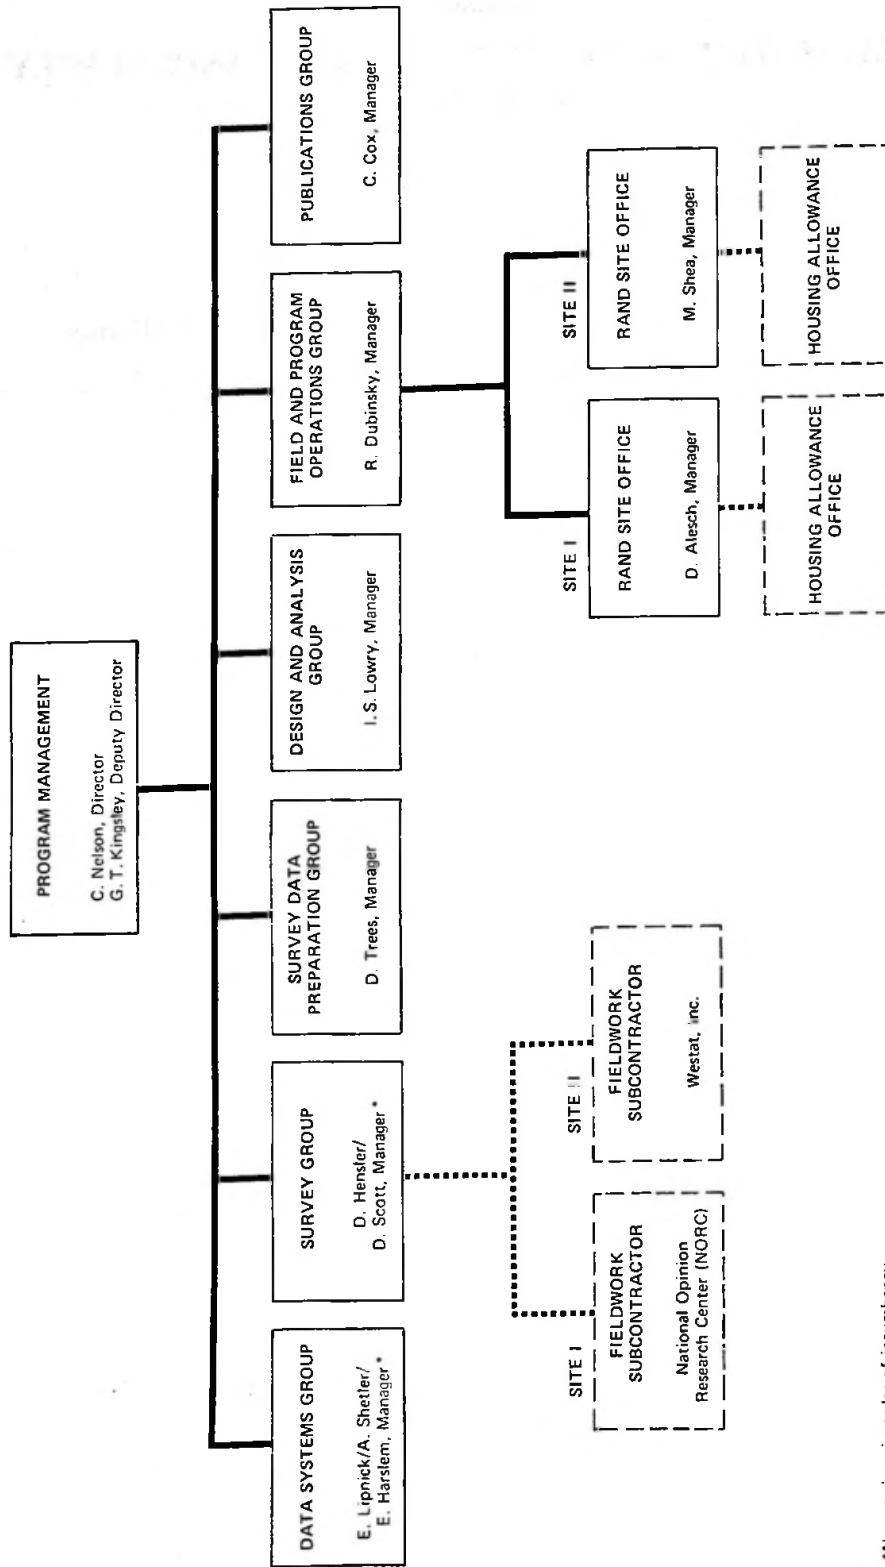 PROGRAM MANAGEMENT
C. Nelson, Director
G. T. Kingsley, Deputy Director
DATA SYSTEMS GROUP
E. Lipnick/A. Shetler/
E. Harslem, Manager*
SURVEY GROUP
D. Hensler/
D. Scott, Manager*
SURVEY DATA
PREPARATION GROUP
D. Trees, Manager
DESIGN AND ANALYSIS
GROUP
I. S. Lowry, Manager
FIELD AND PROGRAM
OPERATIONS GROUP
R. Dubinsky, Manager
PUBLICATIONS GROUP
C. Cox, Manager
SITE I
FIELDWORK
SUBCONTRACTOR
National Opinion
Research Center (NORC)
SITE II
FIELDWORK
SUBCONTRACTOR
Westat, Inc.
SITE I
RAND SITE OFFICE
D. Alesch, Manager
SITE II
RAND SITE OFFICE
M. Shea, Manager
HOUSING ALLOWANCE
OFFICE
HOUSING ALLOWANCE
OFFICE